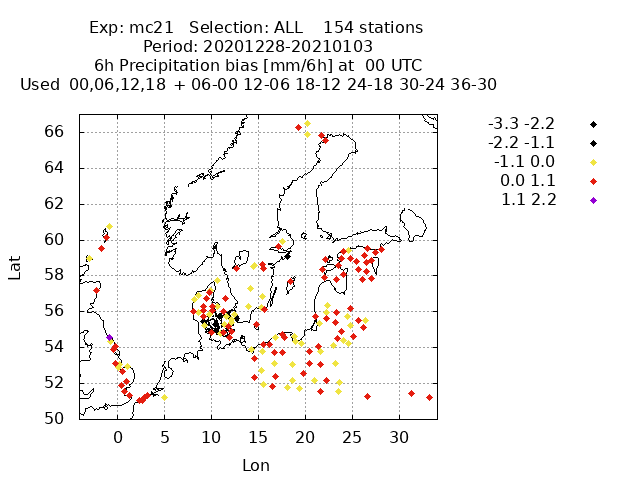 Exp: mc21   Selection: ALL    154 stations
Period: 20201228-20210103
6h Precipitation bias [mm/6h] at  00 UTC
Used  00,06,12,18  + 06-00 12-06 18-12 24-18 30-24 36-30
-3.3 -2.2
-2.2 -1.1
-1.1 0.0
0.0 1.1
1.1 2.2
66
64
62
60
58
56
54
52
50
Lat
0 5 10 15 20 25 30
Lon